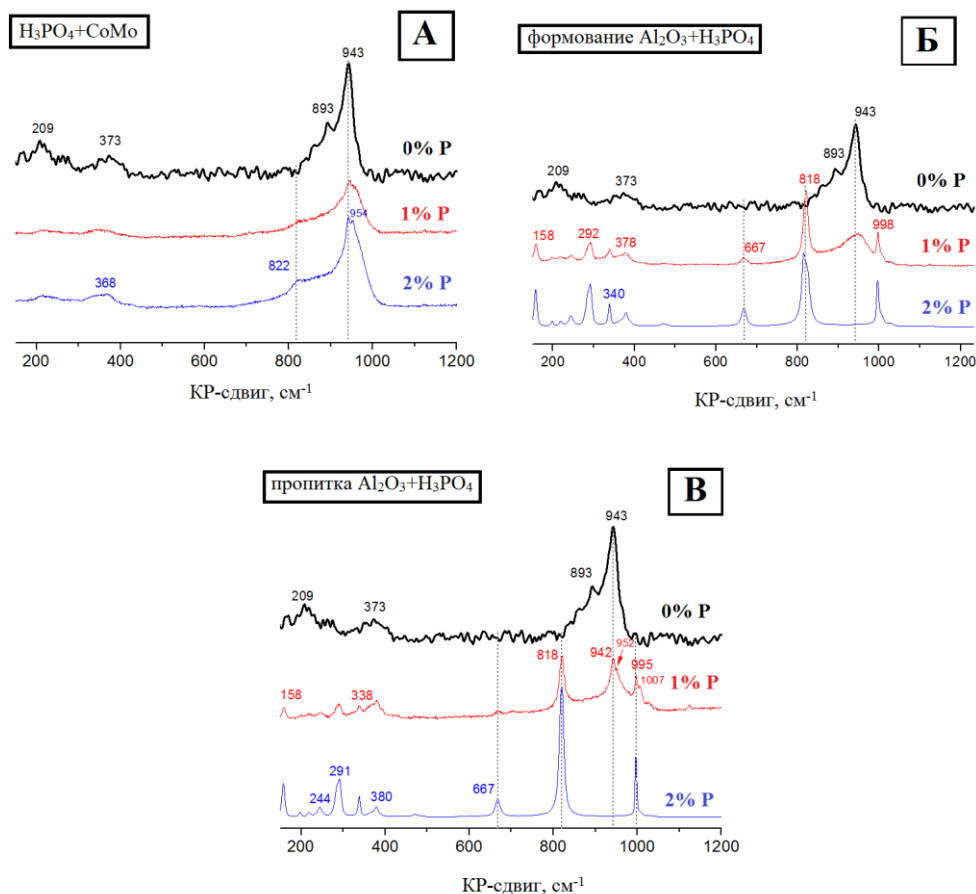 H₃PO₄+CoMo
А
943
893
209
373
0% P
1% P
954
822
368
2% P
200 400 600 800 1000 1200
КР-сдвиг, см⁻¹
формование Al₂O₃+H₃PO₄
Б
943
893
209
373
0% P
818
158
292
378
667
998
1% P
340
2% P
200 400 600 800 1000 1200
КР-сдвиг, см⁻¹
пропитка Al₂O₃+H₃PO₄
В
943
893
209
373
0% P
818
942
952
995
1007
158
338
1% P
291
244
380
667
2% P
200 400 600 800 1000 1200
КР-сдвиг, см⁻¹